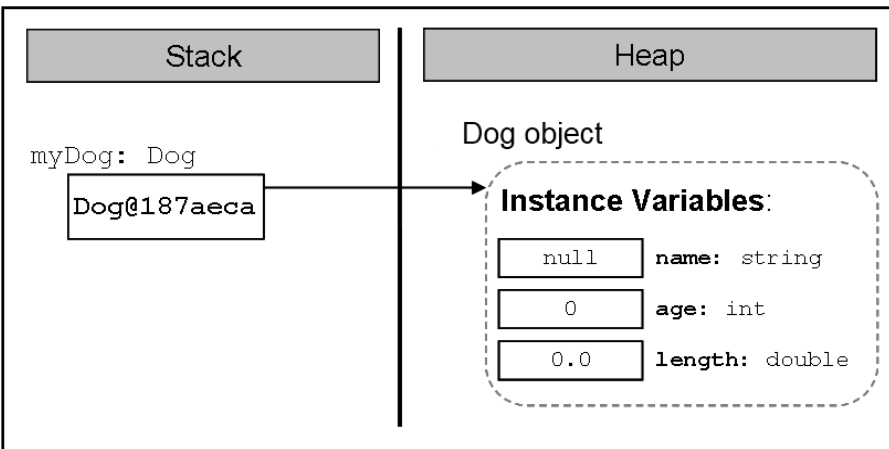 Stack
Heap
myDog: Dog
Dog@187aeca
Dog object
Instance Variables:
null name: string
0 age: int
0.0 length: double